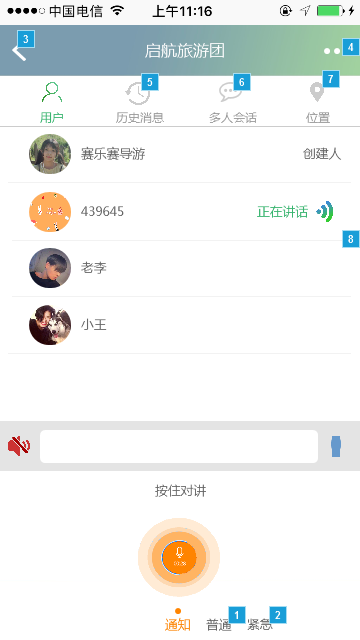 中国电信 上午11:16
3
启航旅游团
4
5 6 7
用户 历史消息 多人会话 位置
赛乐赛导游 创建人
439645 正在讲话
8
老李
小王
按住对讲
1 2
通知 普通 紧急